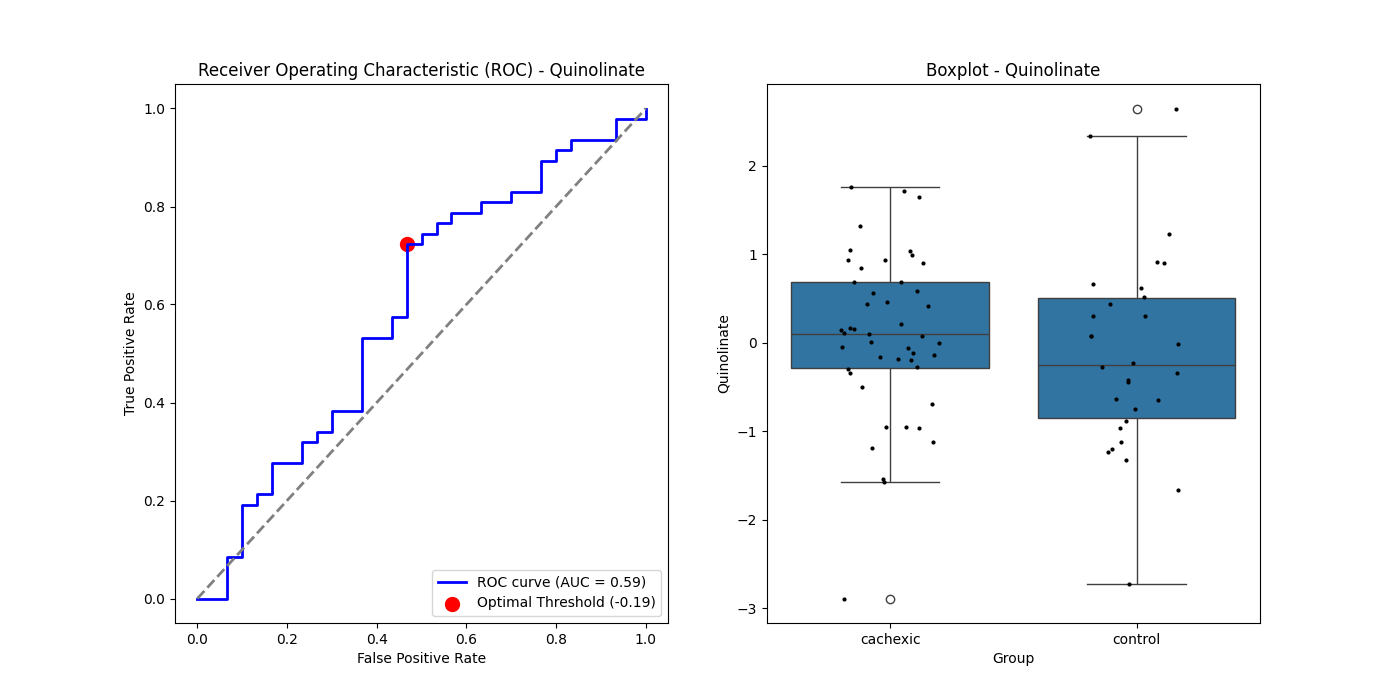 Receiver Operating Characteristic (ROC) - Quinolinate
True Positive Rate
1.0
0.8
0.6
0.4
0.2
0.0
ROC curve (AUC = 0.59)
Optimal Threshold (-0.19)
0.0 0.2 0.4 0.6 0.8 1.0
False Positive Rate
Boxplot - Quinolinate
Quinolinate
2
1
0
−1
−2
−3
cachexic control
Group